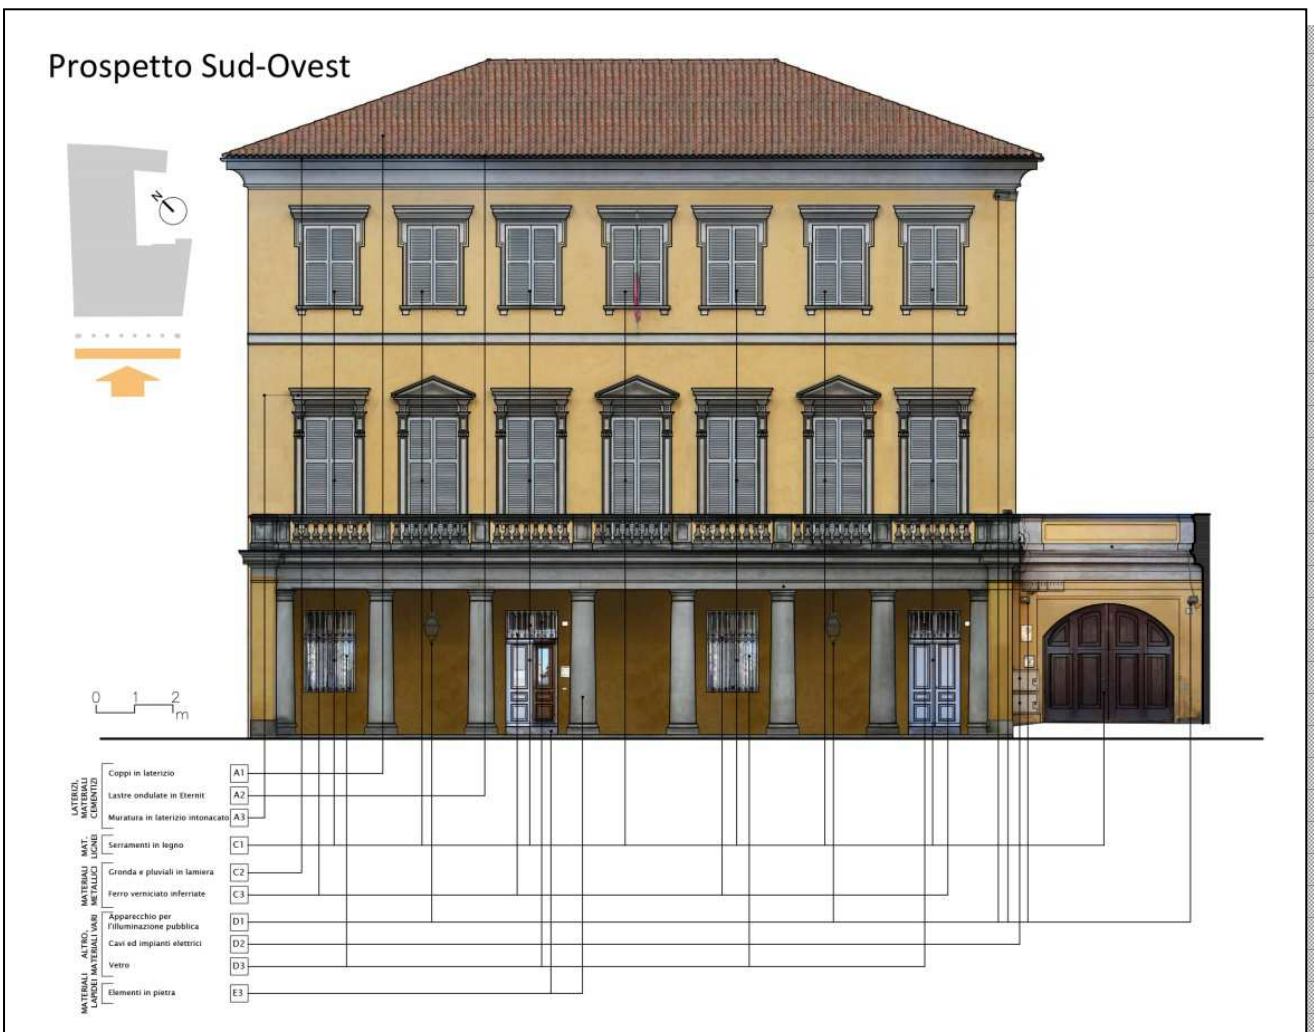 Prospetto Sud-Ovest
N
0 1 2
m
LATERIZI,
MATERIALI
CEMENTIZI
Coppi in laterizio A1
Lastre ondulate in Eternit A2
Muratura in laterizio intonacato A3
MAT.
LIGNEI
Serramenti in legno C1
MATERIALI
METALLICI
Gronda e pluviali in lamiera C2
Ferro verniciato inferriate C3
ALTRO,
MATERIALI VARI
Apparecchio per
l'illuminazione pubblica D1
Cavi ed impianti elettrici D2
Vetro D3
MATERIALI
LAPIDEI
Elementi in pietra E3